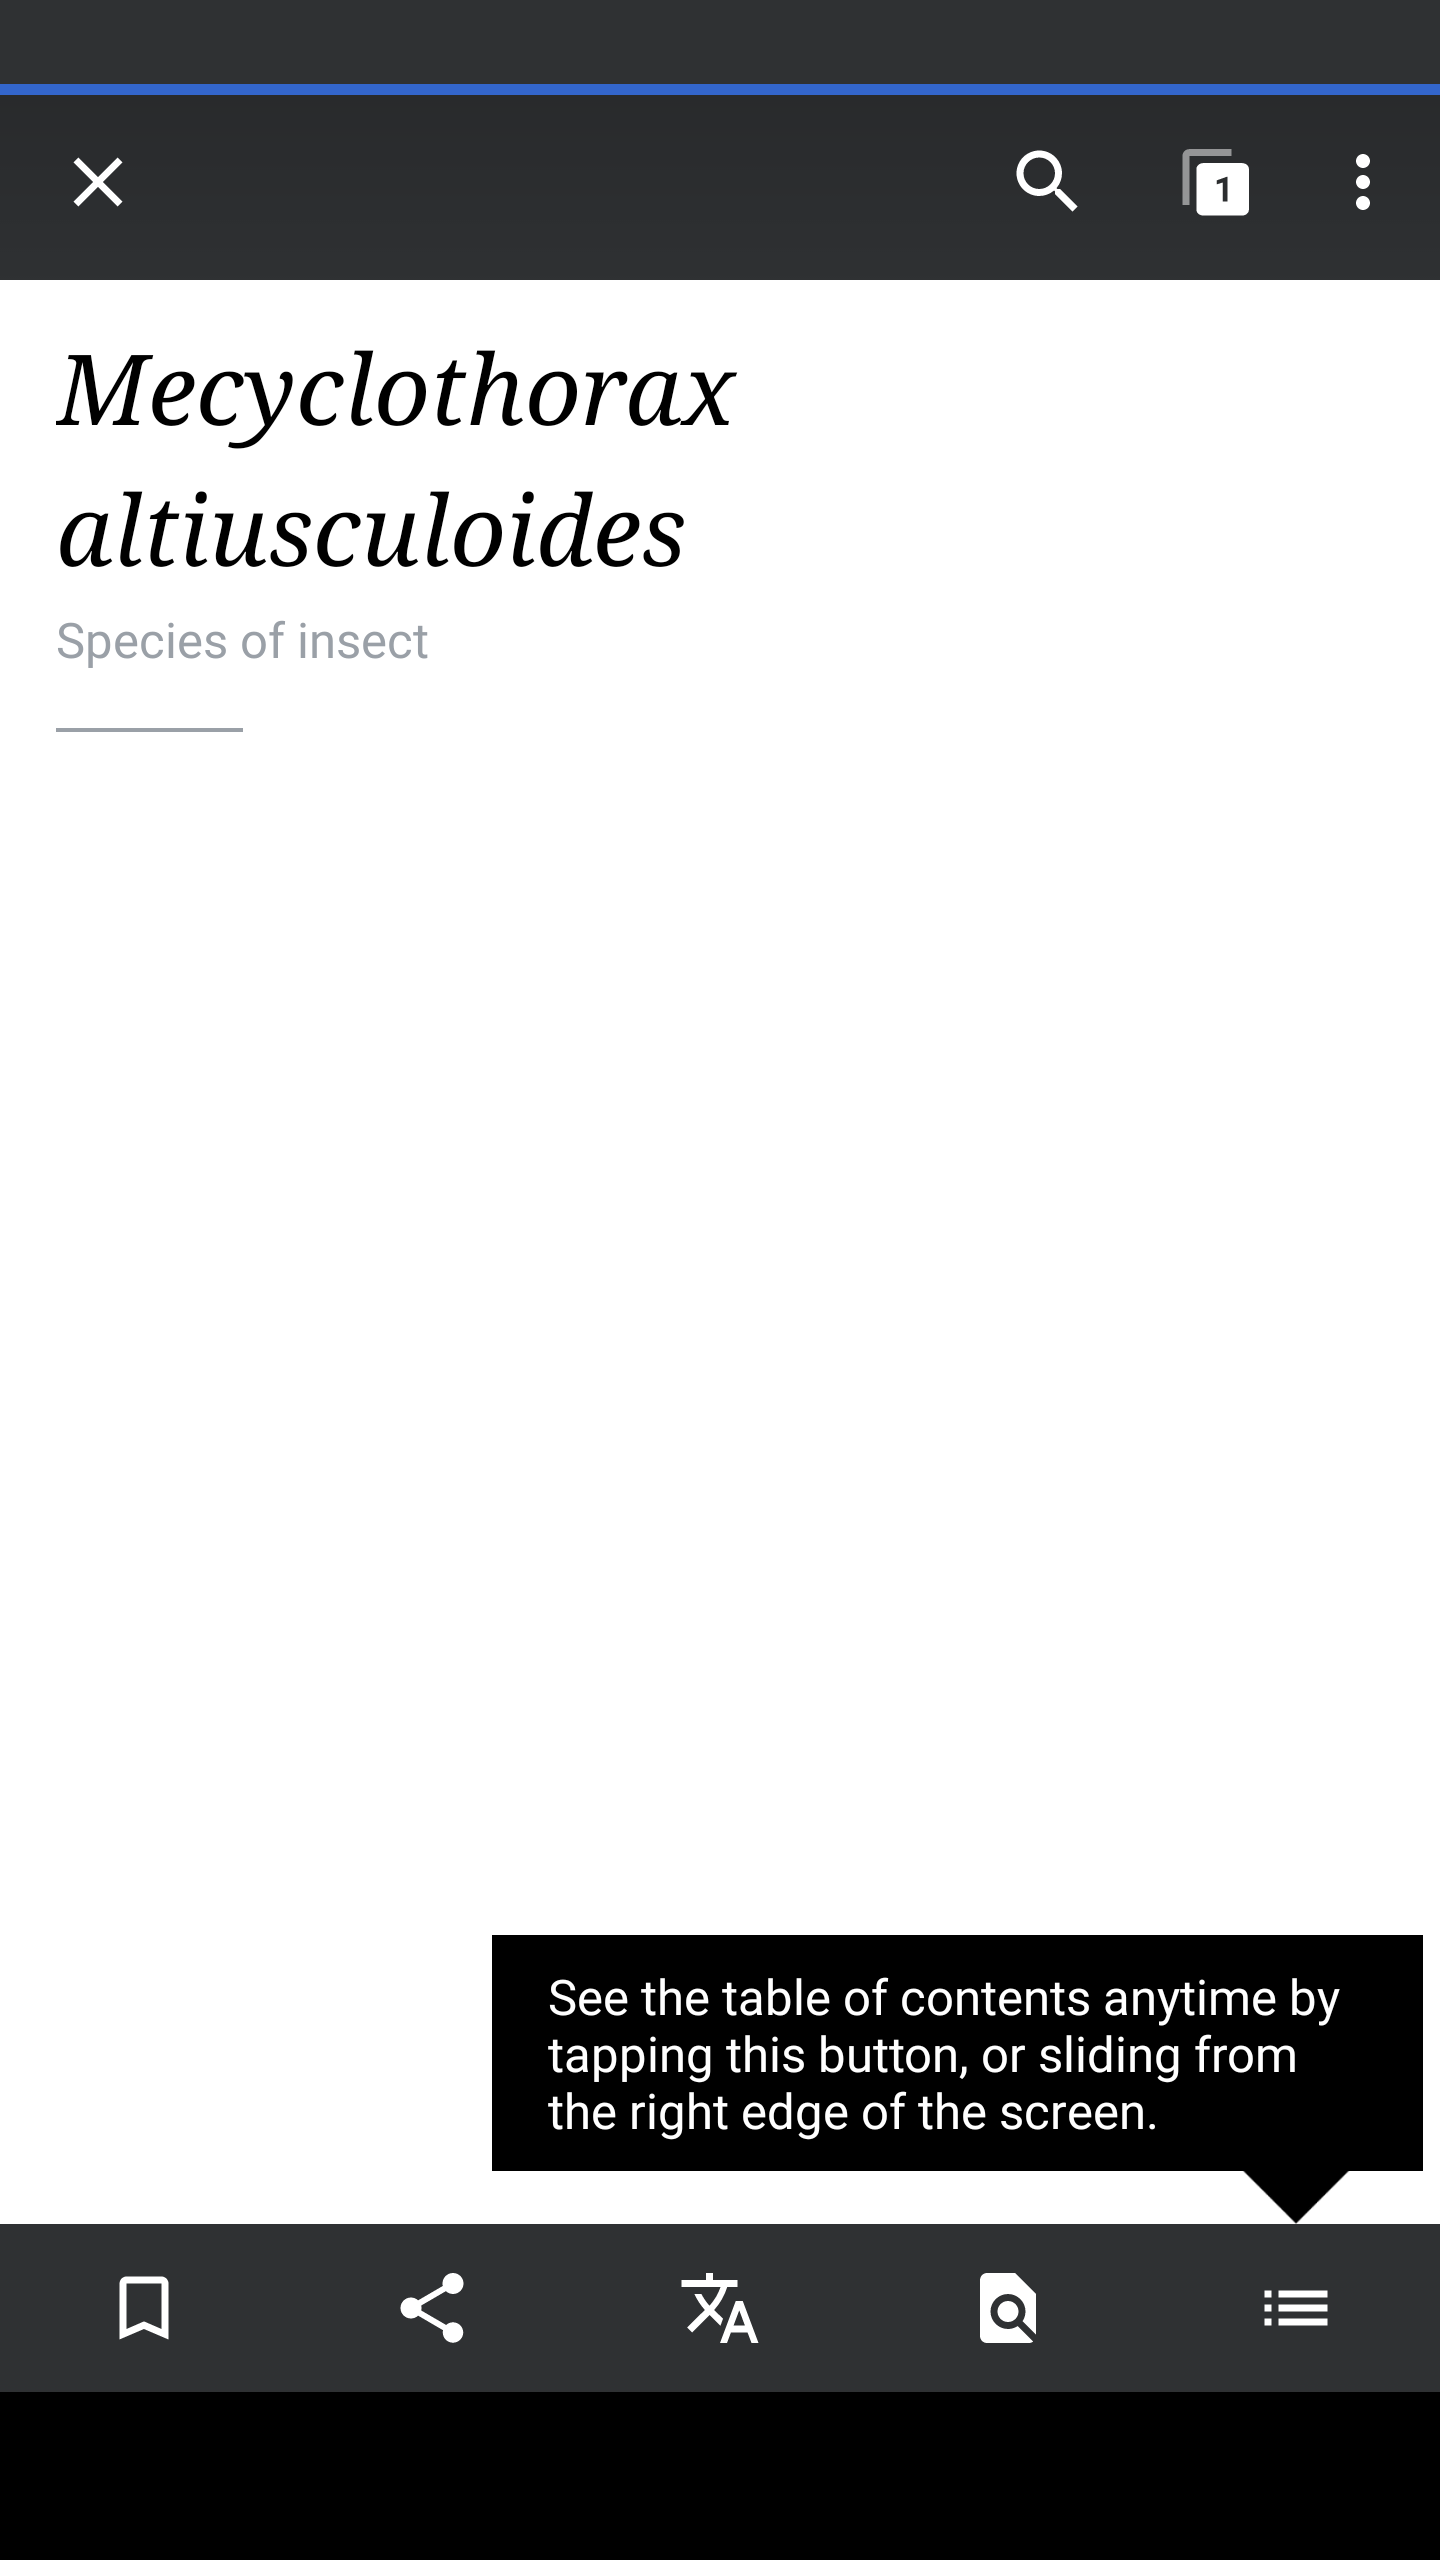 1
Mecyclothorax
altiusculoides
Species of insect
See the table of contents anytime by
tapping this button, or sliding from
the right edge of the screen.